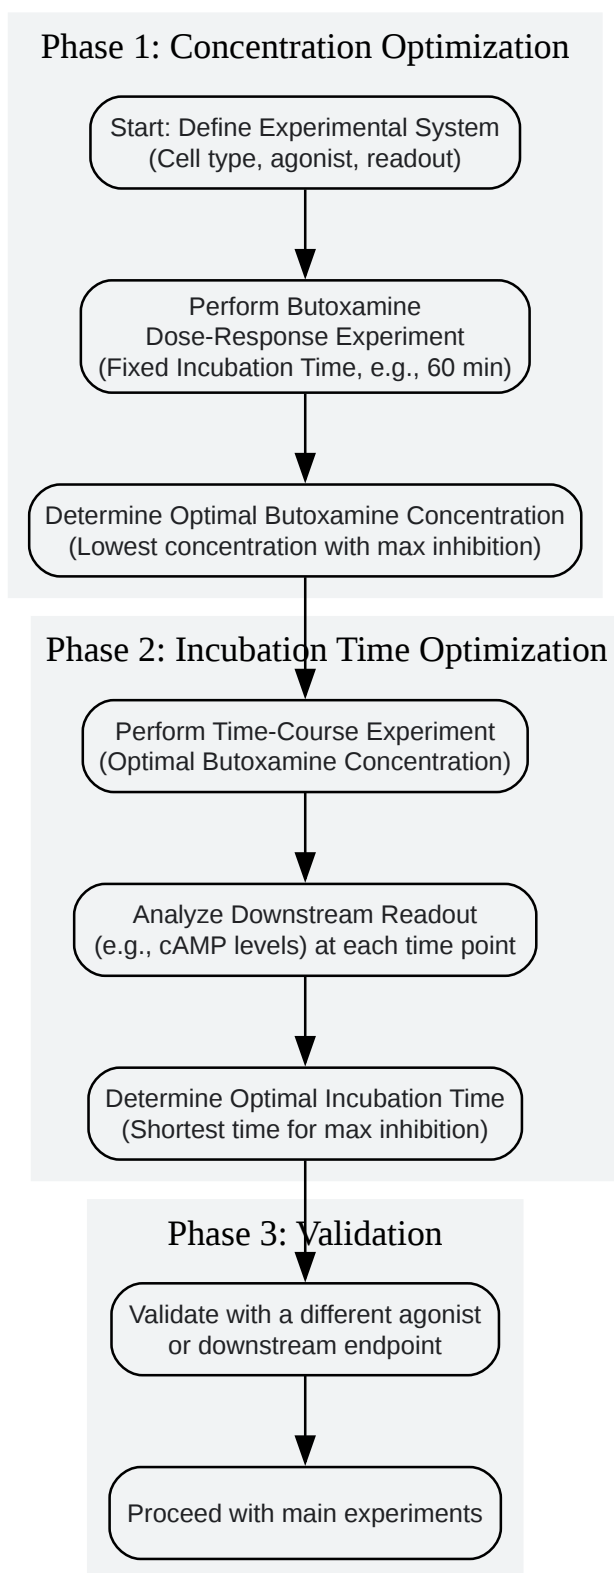 Phase 1: Concentration Optimization
Start: Define Experimental System
(Cell type, agonist, readout)
Perform Butoxamine
Dose-Response Experiment
(Fixed Incubation Time, e.g., 60 min)
Determine Optimal Butoxamine Concentration
(Lowest concentration with max inhibition)
Phase 2: Incubation Time Optimization
Perform Time-Course Experiment
(Optimal Butoxamine Concentration)
Analyze Downstream Readout
(e.g., cAMP levels) at each time point
Determine Optimal Incubation Time
(Shortest time for max inhibition)
Phase 3: Validation
Validate with a different agonist
or downstream endpoint
Proceed with main experiments